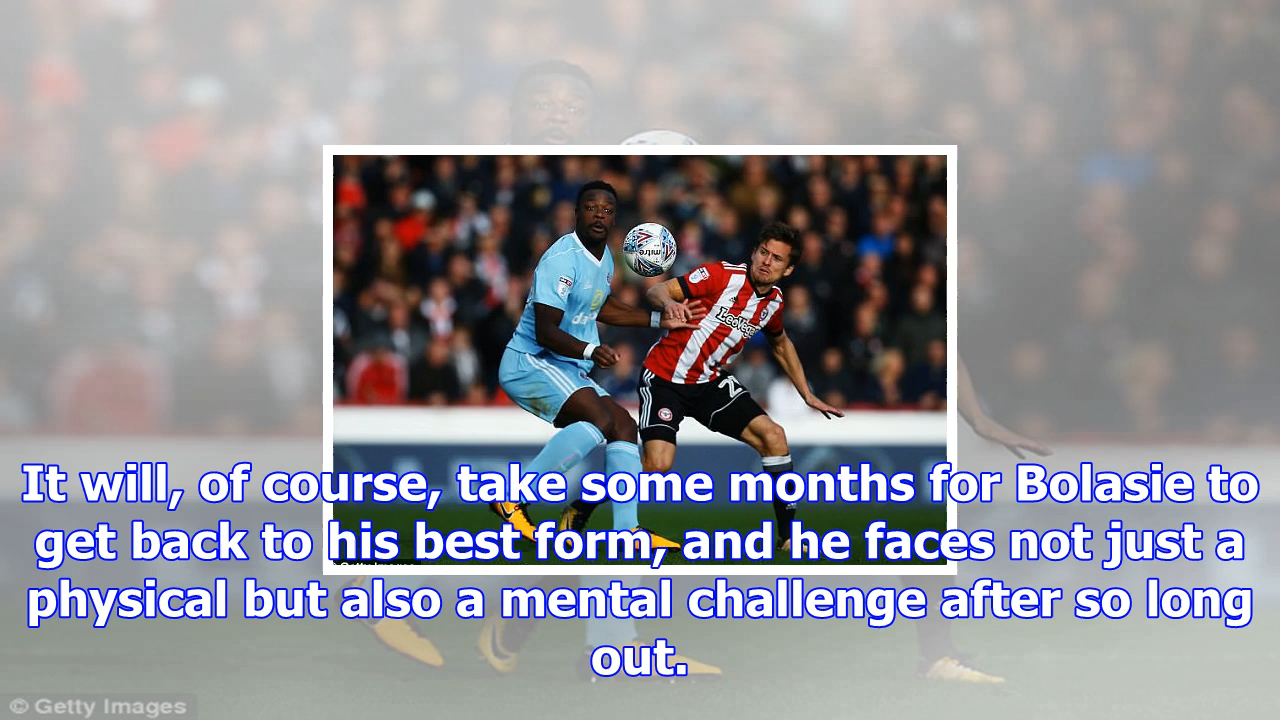 mitre
It will, of course, take some months for Bolasie to
get back to his best form, and he faces not just a
physical but also a mental challenge after so long
out.
© Getty Images